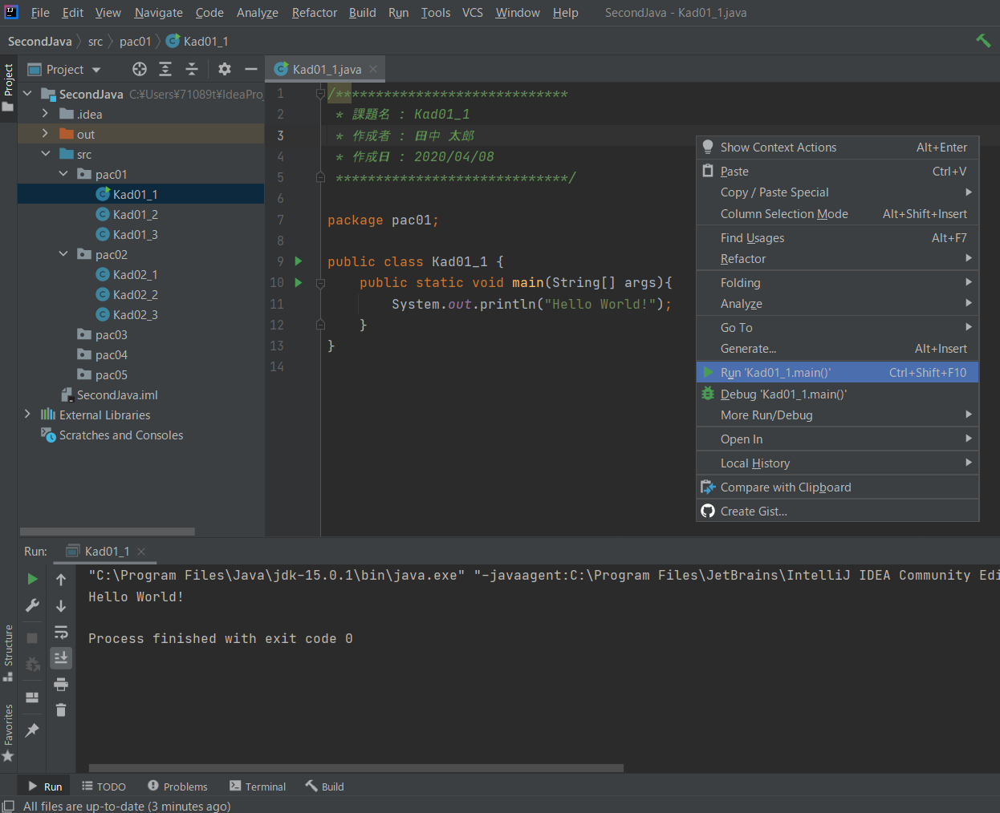 File Edit View Navigate Code Analyze Refactor Build Run Tools VCS Window Help SecondJava - Kad01_1.java
SecondJava src pac01 Kad01_1
Project
Project
Kad01_1.java
SecondJava C:¥Users¥71089t¥IdeaProj
.idea
out
src
pac01
Kad01_1
Kad01_2
Kad01_3
pac02
Kad02_1
Kad02_2
Kad02_3
pac03
pac04
pac05
SecondJava.iml
External Libraries
Scratches and Consoles
1 /*****************************
2 * 課題名 : Kad01_1
3 * 作成者 : 田中 太郎
4 * 作成日 : 2020/04/08
5 *****************************/
6
7 package pac01;
8
9 public class Kad01_1 {
10 public static void main(String[] args){
11 System.out.println("Hello World!");
12 }
13 }
14
Show Context Actions Alt+Enter
Paste Ctrl+V
Copy / Paste Special
Column Selection Mode Alt+Shift+Insert
Find Usages Alt+F7
Refactor
Folding
Analyze
Go To
Generate... Alt+Insert
Run 'Kad01_1.main()' Ctrl+Shift+F10
Debug 'Kad01_1.main()'
More Run/Debug
Open In
Local History
Compare with Clipboard
Create Gist...
Run: Kad01_1
"C:\Program Files\Java\jdk-15.0.1\bin\java.exe" "-javaagent:C:\Program Files\JetBrains\IntelliJ IDEA Community Edi
Hello World!
Process finished with exit code 0
Structure
Favorites
Run TODO Problems Terminal Build
All files are up-to-date (3 minutes ago)